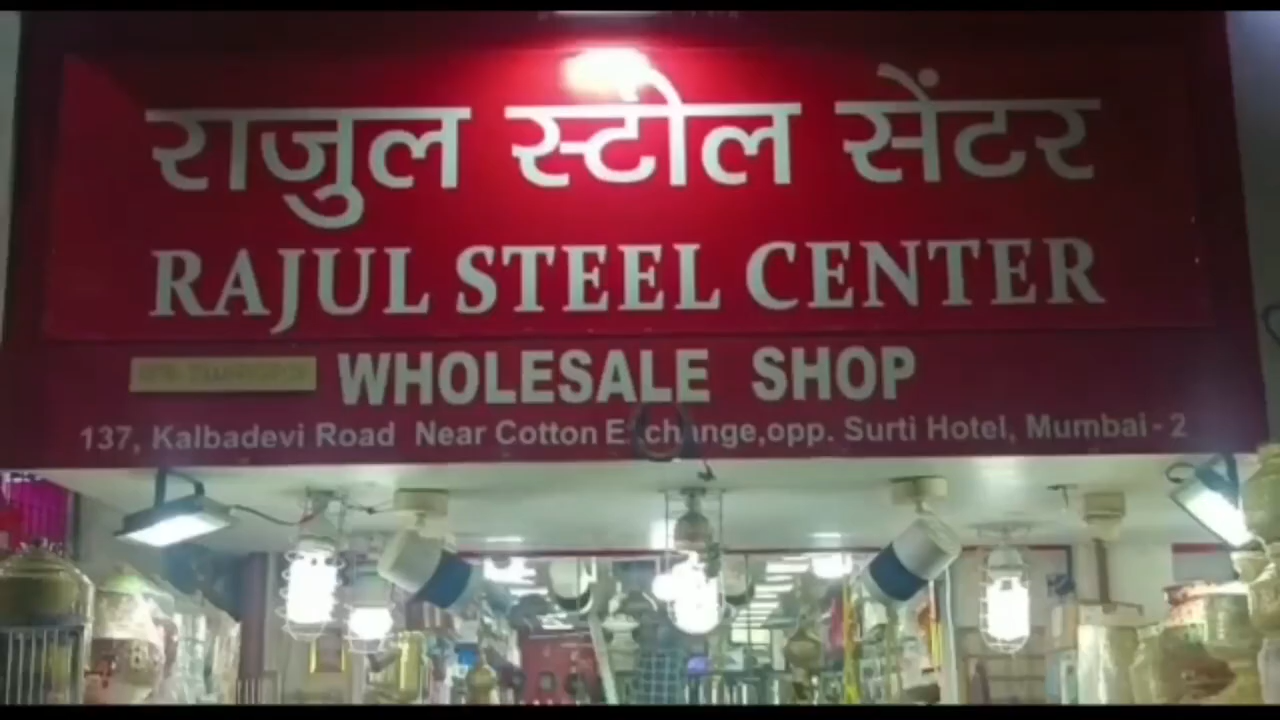 राजुल स्टील सेंटर
RAJUL STEEL CENTER
WHOLESALE SHOP
137, Kalbadevi Road Near Cotton Exchange,opp. Surti Hotel, Mumbai - 2